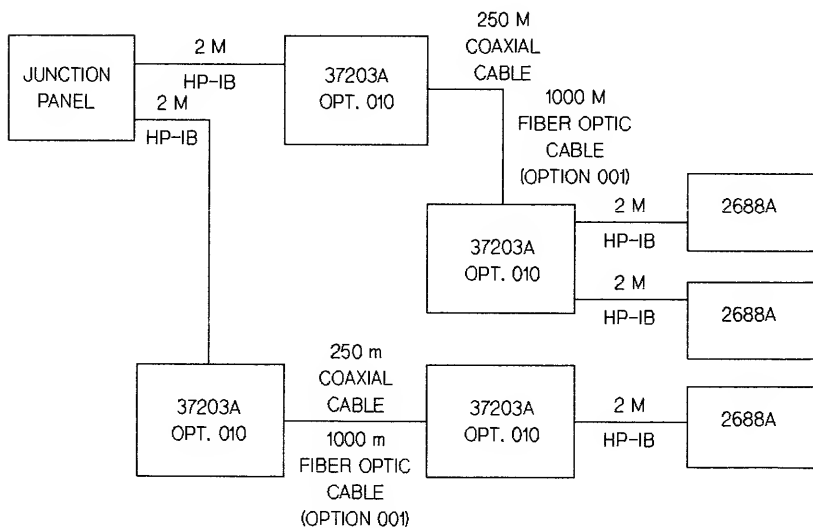 JUNCTION
PANEL
2 M
HP-IB
2 M
HP-IB
37203A
OPT. 010
250 M
COAXIAL
CABLE
1000 M
FIBER OPTIC
CABLE
(OPTION 001)
37203A
OPT. 010
2 M
HP-IB
2688A
2 M
HP-IB
2688A
37203A
OPT. 010
250 m
COAXIAL
CABLE
1000 m
FIBER OPTIC
CABLE
(OPTION 001)
37203A
OPT. 010
2 M
HP-IB
2688A